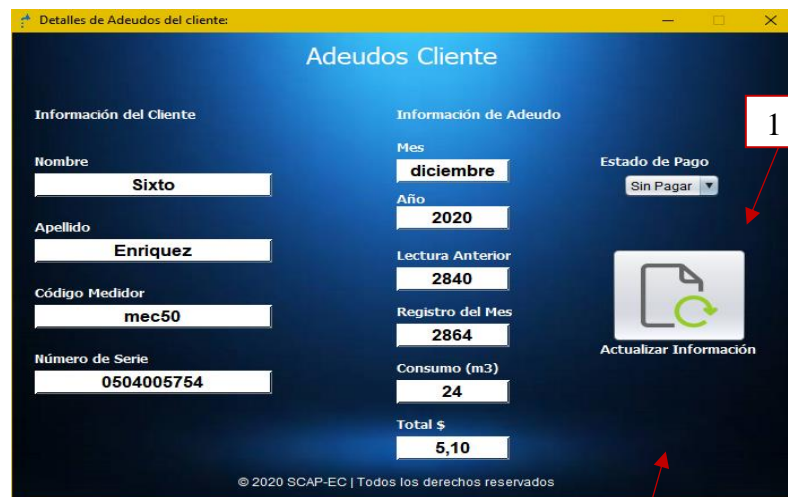 Detalles de Adeudos del cliente:
Adeudos Cliente
Información del Cliente
Nombre
Sixto
Apellido
Enriquez
Código Medidor
mec50
Número de Serie
0504005754
Información de Adeudo
Mes
diciembre
Año
2020
Lectura Anterior
2840
Registro del Mes
2864
Consumo (m3)
24
Total $
5,10
Estado de Pago
Sin Pagar
Actualizar Información
1
© 2020 SCAP-EC | Todos los derechos reservados